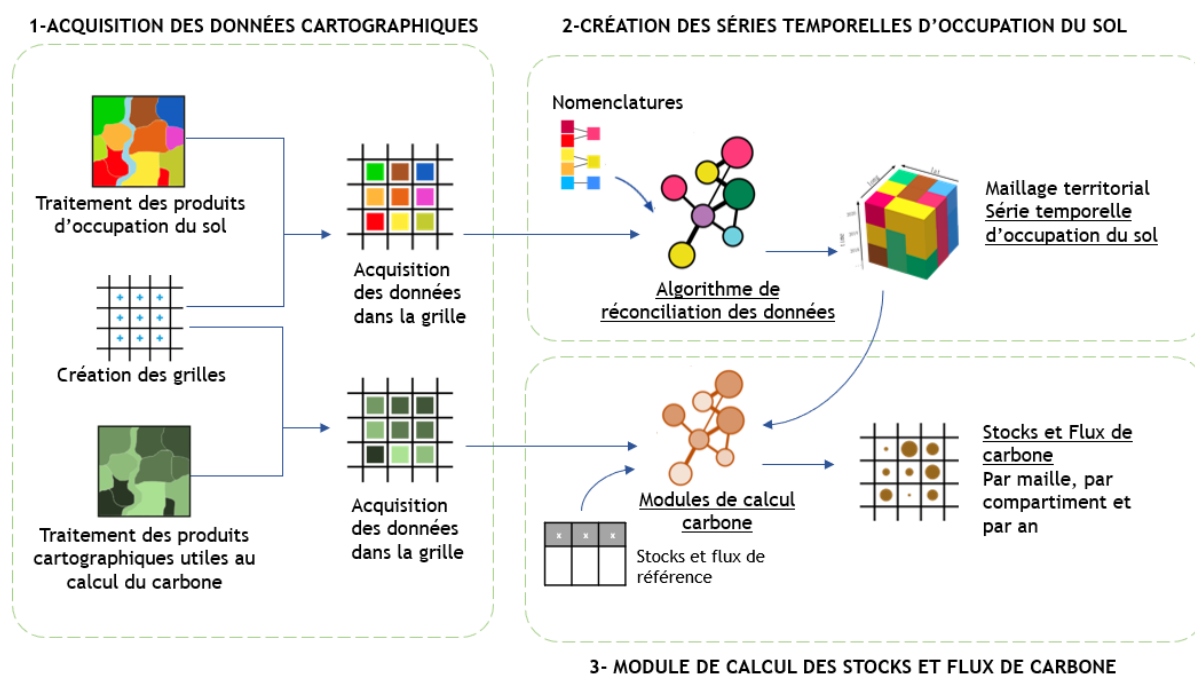 1-ACQUISITION DES DONNÉES CARTOGRAPHIQUES
Traitement des produits
d’occupation du sol
Création des grilles
Traitement des produits
cartographiques utiles au
calcul du carbone
Acquisition
des données
dans la grille
Acquisition
des données
dans la grille
2-CRÉATION DES SÉRIES TEMPORELLES D’OCCUPATION DU SOL
Nomenclatures
Algorithme de
réconciliation des données
Maillage territorial
Série temporelle
d’occupation du sol
Modules de calcul
carbone
x x x
Stocks et flux de
référence
Stocks et Flux de
carbone
Par maille, par
compartiment et
par an
3- MODULE DE CALCUL DES STOCKS ET FLUX DE CARBONE